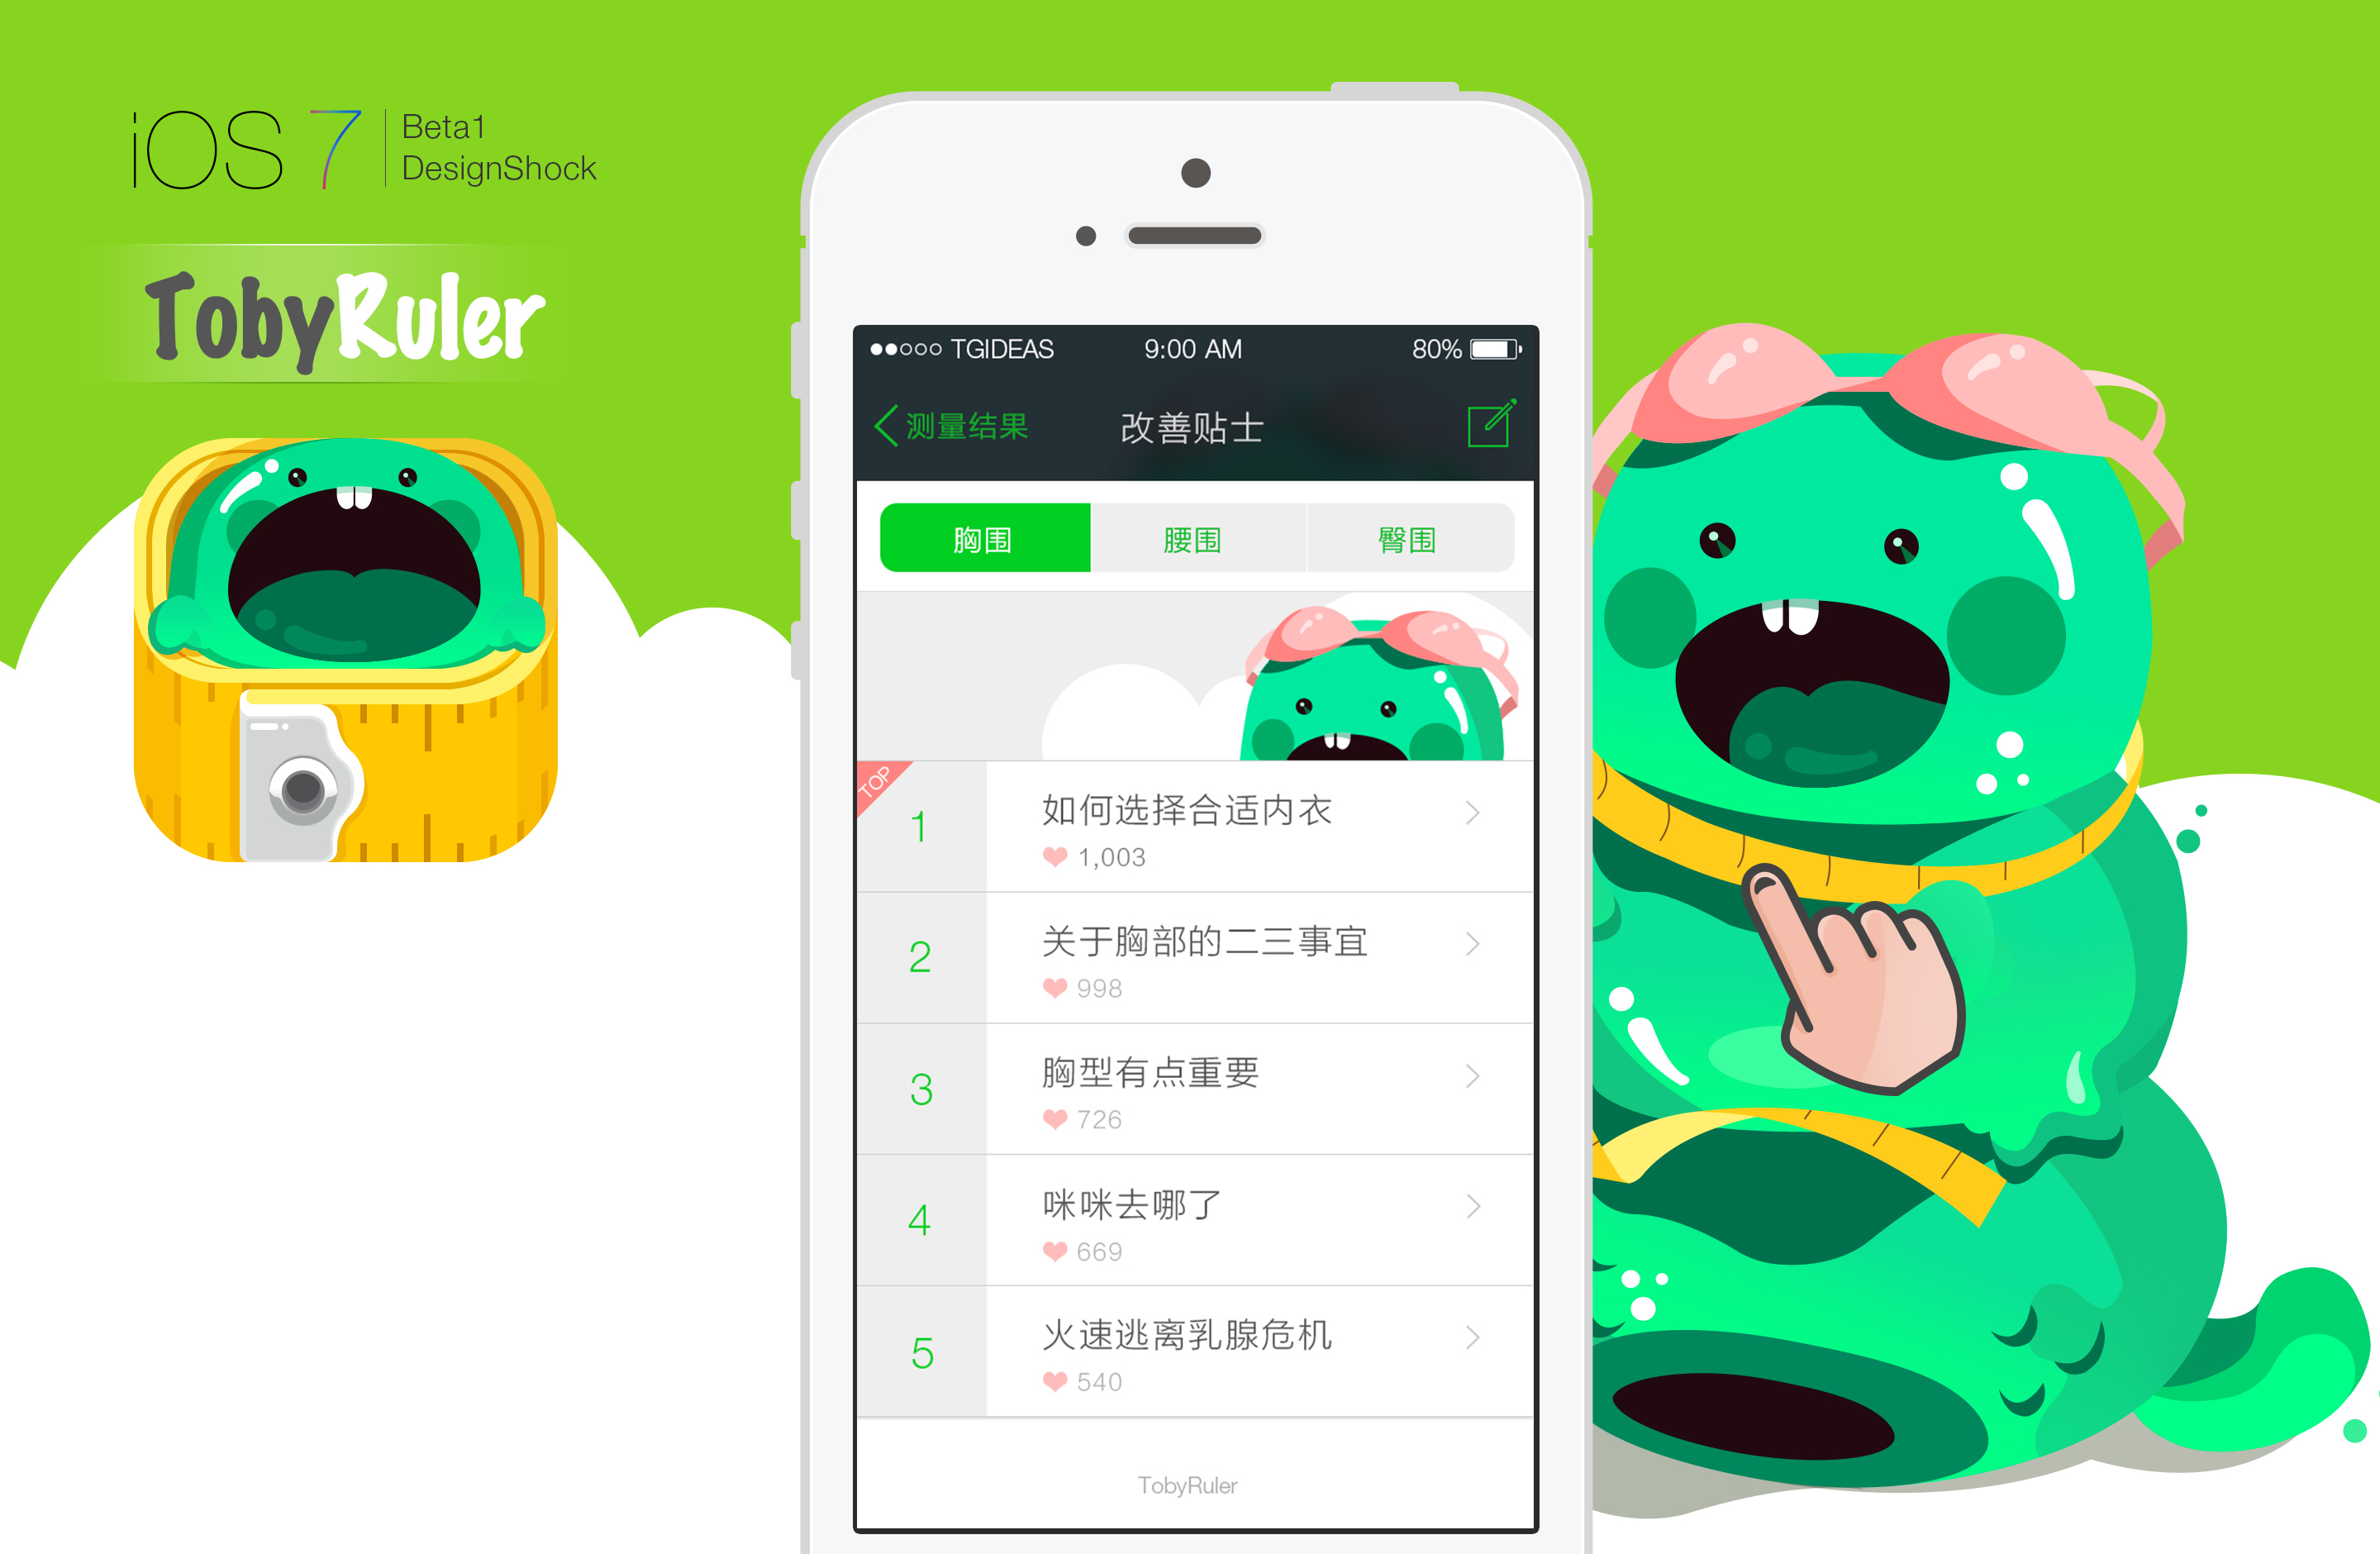 iOS 7
Beta1
DesignShock
TobyRuler
TGIDEAS 9:00 AM 80%
测量结果 改善贴士
胸围 腰围 臀围
TOP
1 如何选择合适内衣
1,003
2 关于胸部的二三事宜
998
3 胸型有点重要
726
4 咪咪去哪了
669
5 火速逃离乳腺危机
540
TobyRuler